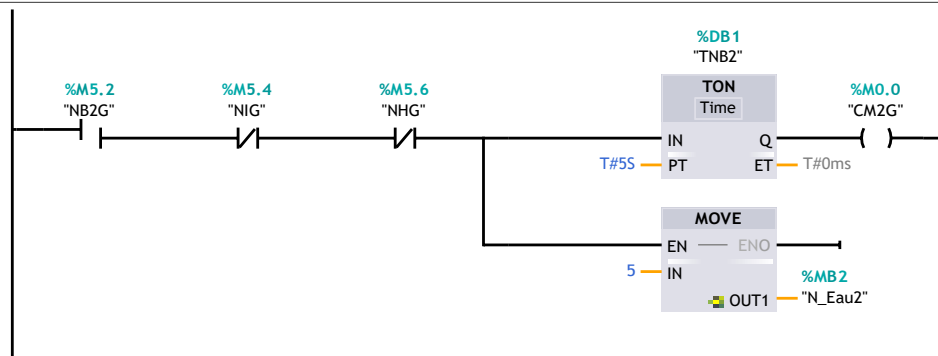 %DB1
"TNB2"
%M5.2
"NB2G"
%M5.4
"NIG"
%M5.6
"NHG"
TON
Time
%M0.0
"CM2G"
IN
Q
T#5S
PT
ET
T#0ms
MOVE
EN
ENO
5
IN
%MB2
OUT1
"N_Eau2"